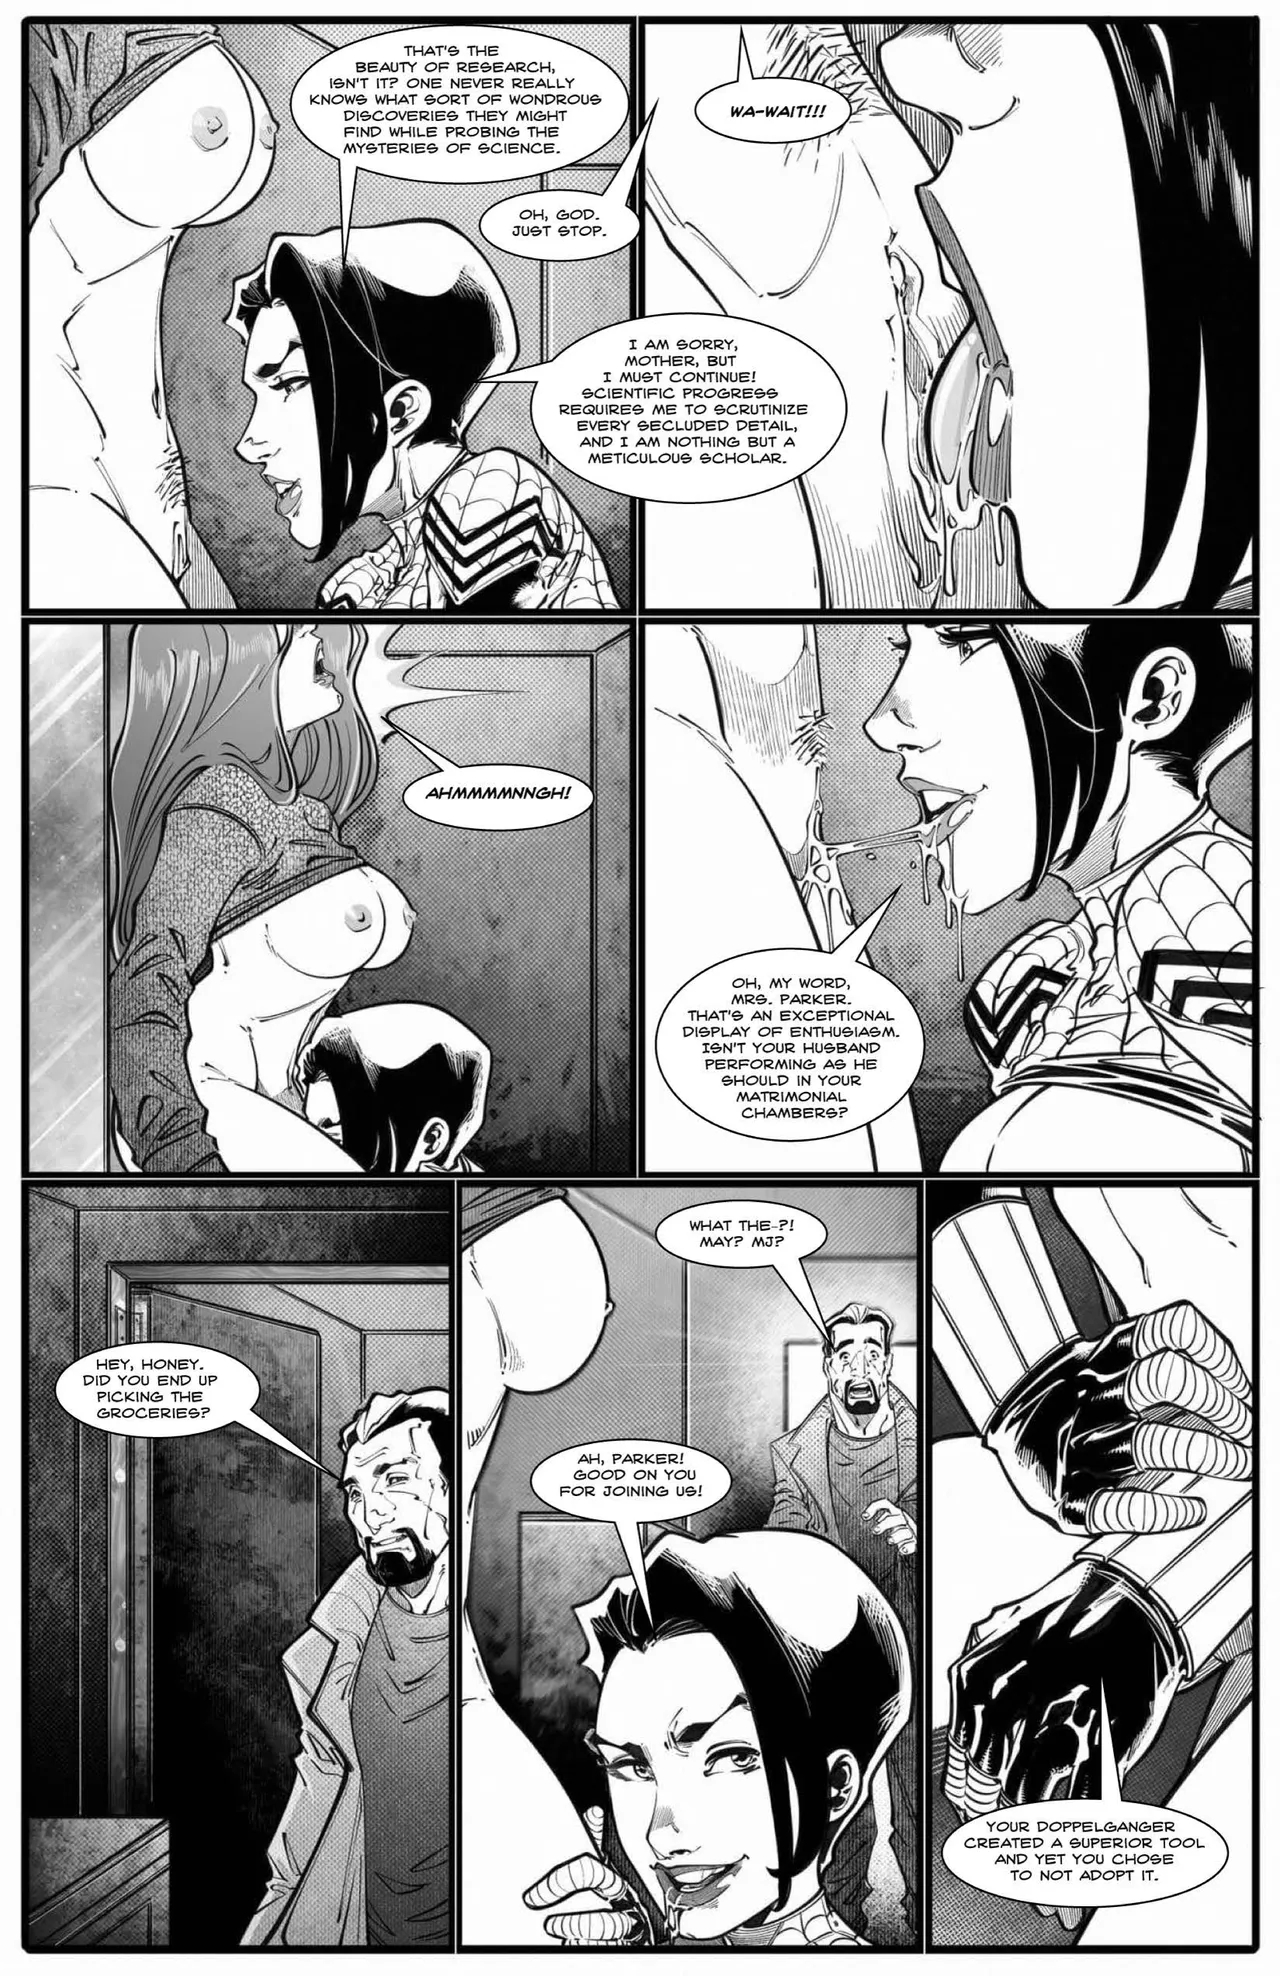 THAT'S THE
BEAUTY OF RESEARCH,
ISN'T IT? ONE NEVER REALLY
KNOWS WHAT SORT OF WONDROUS
DISCOVERIES THEY MIGHT
FIND WHILE PROBING THE
MYSTERIES OF SCIENCE.
OH, GOD.
JUST STOP.
WA-WAIT!!!
I AM SORRY,
MOTHER, BUT
I MUST CONTINUE!
SCIENTIFIC PROGRESS
REQUIRES ME TO SCRUTINIZE
EVERY SECLUDED DETAIL,
AND I AM NOTHING BUT A
METICULOUS SCHOLAR.
AHMMMMNNGH!
OH, MY WORD,
MRS. PARKER.
THAT'S AN EXCEPTIONAL
DISPLAY OF ENTHUSIASM.
ISN'T YOUR HUSBAND
PERFORMING AS HE
SHOULD IN YOUR
MATRIMONIAL
CHAMBERS?
HEY, HONEY.
DID YOU END UP
PICKING THE
GROCERIES?
WHAT THE-?!
MAY? MJ?
AH, PARKER!
GOOD ON YOU
FOR JOINING US!
YOUR DOPPELGANGER
CREATED A SUPERIOR TOOL
AND YET YOU CHOSE
TO NOT ADOPT IT.